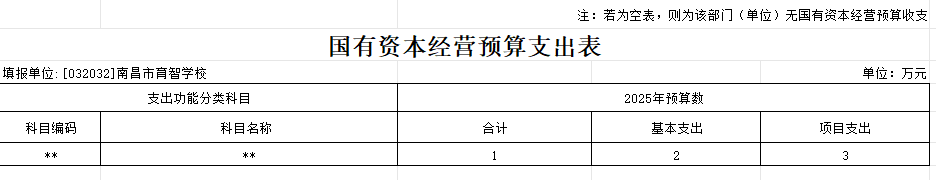 注：若为空表，则为该部门（单位）无国有资本经营预算收支
国有资本经营预算支出表
填报单位:[032032]南昌市育智学校 单位：万元
支出功能分类科目 2025年预算数
科目编码 科目名称 合计 基本支出 项目支出
** ** 1 2 3